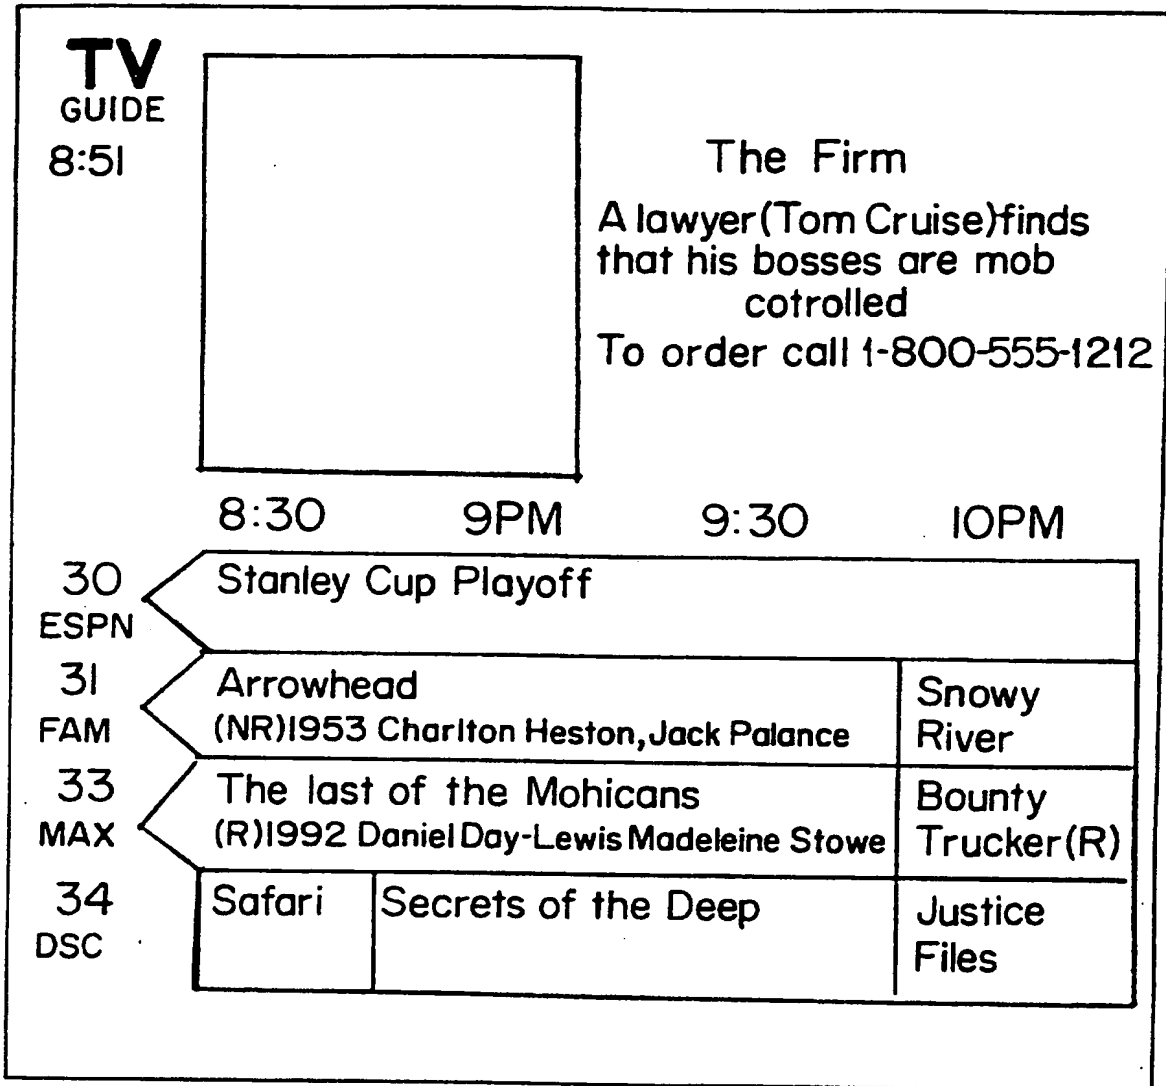 TV
GUIDE
8:51
The Firm
A lawyer(Tom Cruise)finds
that his bosses are mob
cotrolled
To order call 1-800-555-1212
8:30 9PM 9:30 10PM
30
ESPN
Stanley Cup Playoff
31
FAM
Arrowhead
(NR)1953 Charlton Heston,Jack Palance
Snowy
River
33
MAX
The last of the Mohicans
(R)1992 Daniel Day-Lewis Madeleine Stowe
Bounty
Trucker(R)
34
DSC
Safari
Secrets of the Deep
Justice
Files